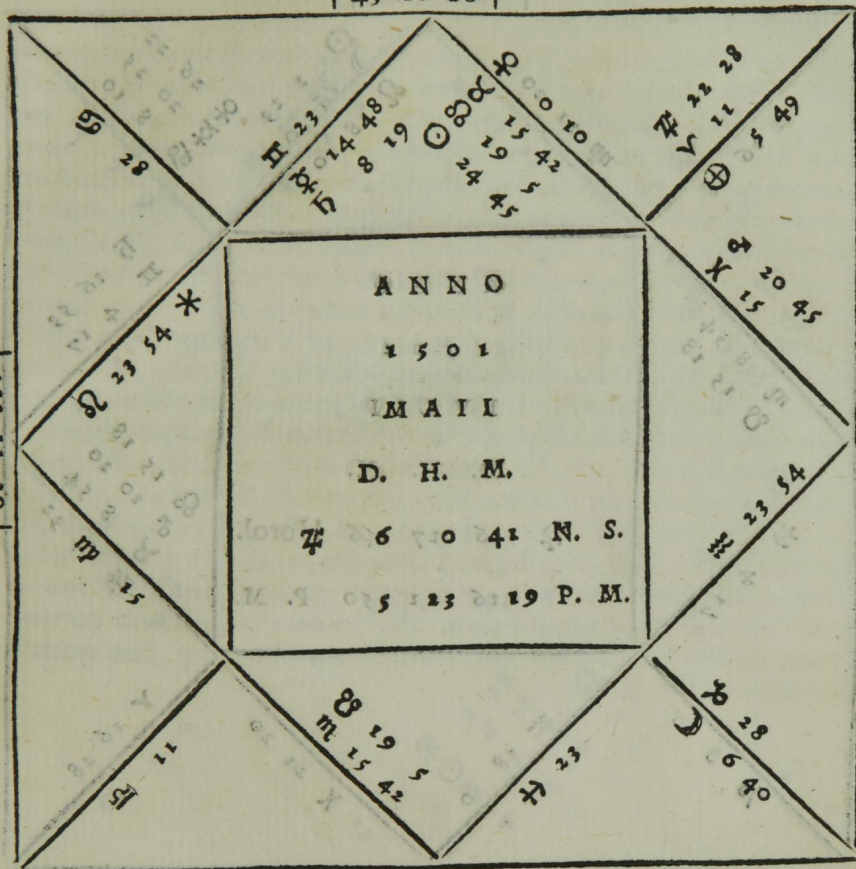 ♊ 23
☿ 14 48
♄ 8 19
♀ 0 10
♉ 15 42
☊ 19 5
☉ 24 45
♃ 22 28
♈ 11
⊕ 5 49
♋ 28
♂ 20 45
♓ 15
♌ 23 54 *
♒ 23 54
♍ 15
♎ 11
☋ 19 5
♏ 15 42
♐ 23
♑ 28
☽ 6 40
ANNO
1501
MAII
D. H. M.
♃ 6 0 41 N. S.
5 23 19 P. M.